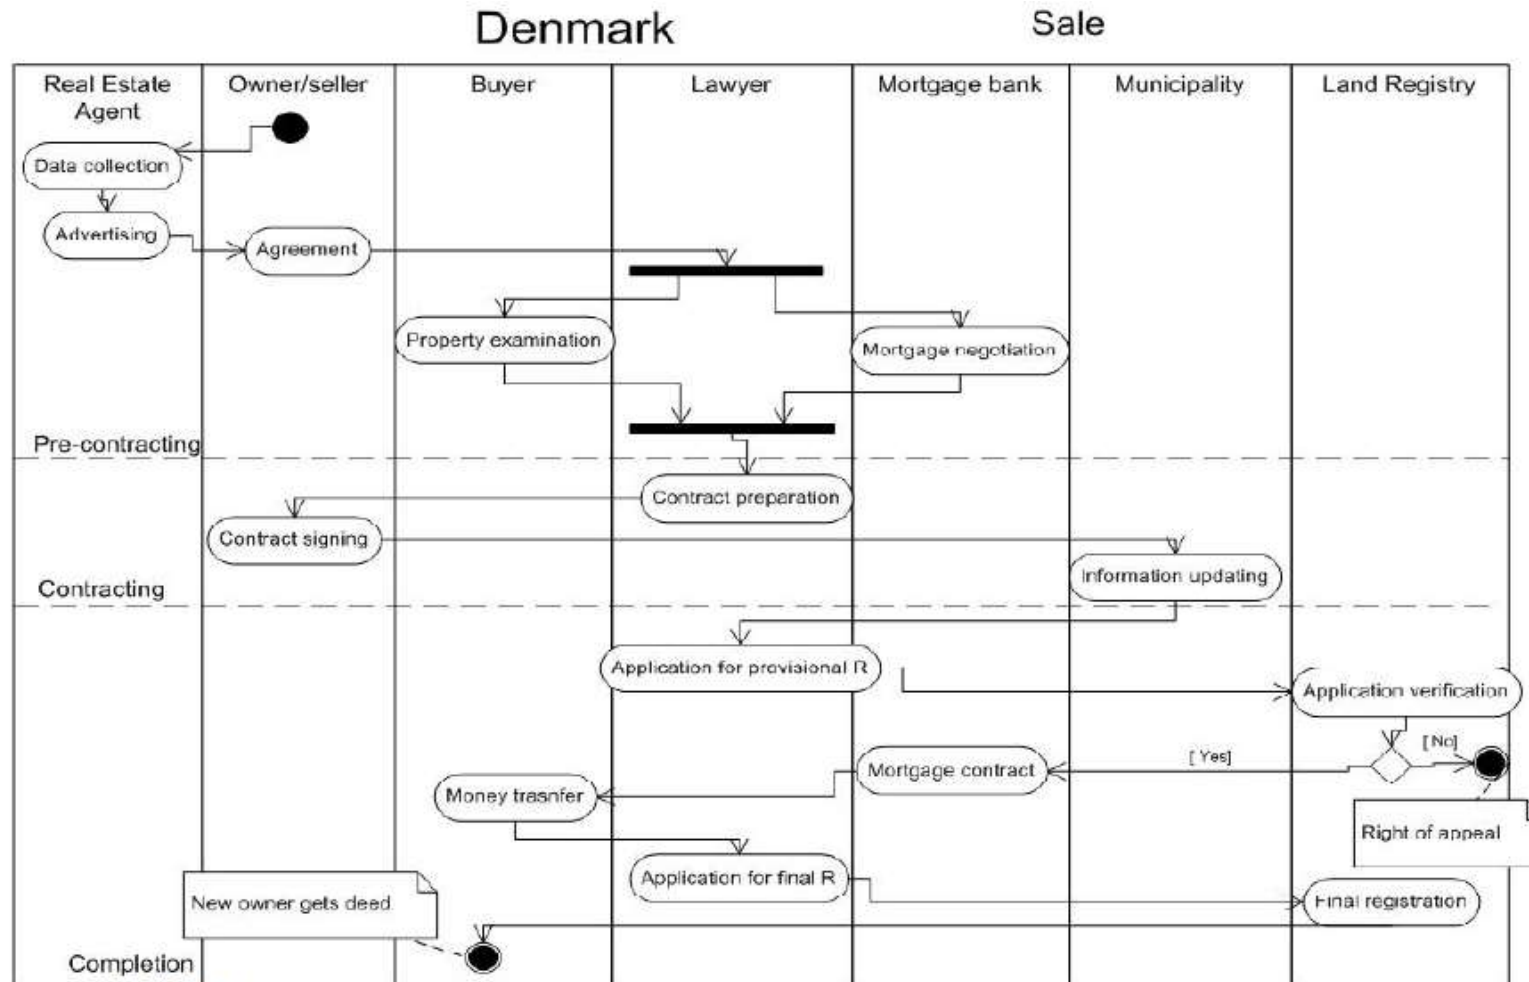 Denmark
Sale
Real Estate
Agent
Owner/seller
Buyer
Lawyer
Mortgage bank
Municipality
Land Registry
Data collection
Advertising
Agreement
Property examination
Mortgage negotiation
Pre-contracting
Contract preparation
Contract signing
Information updating
Contracting
Application for provisional R
Application verification
[ No]
[ Yes]
Mortgage contract
Money trasnfer
Right of appeal
Application for final R
New owner gets deed
Final registration
Completion